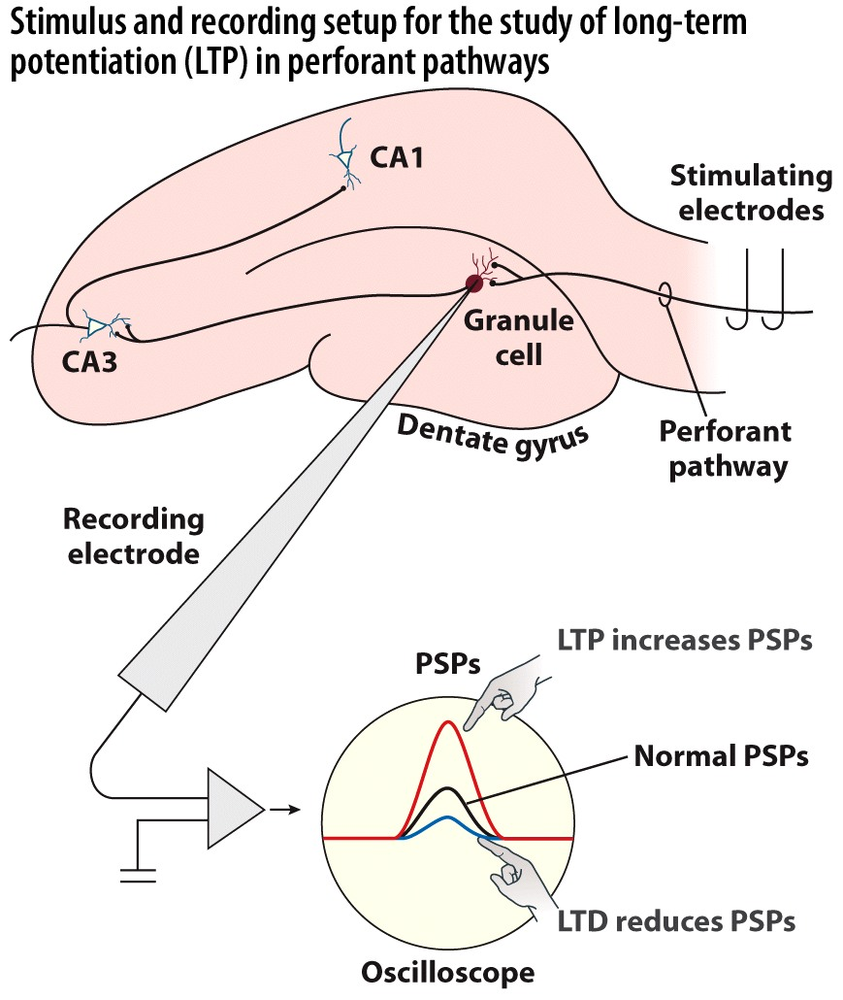 Stimulus and recording setup for the study of long-term
potentiation (LTP) in perforant pathways
CA1
Stimulating
electrodes
Granule
cell
CA3
Dentate gyrus
Perforant
pathway
Recording
electrode
LTP increases PSPs
PSPs
Normal PSPs
LTD reduces PSPs
Oscilloscope